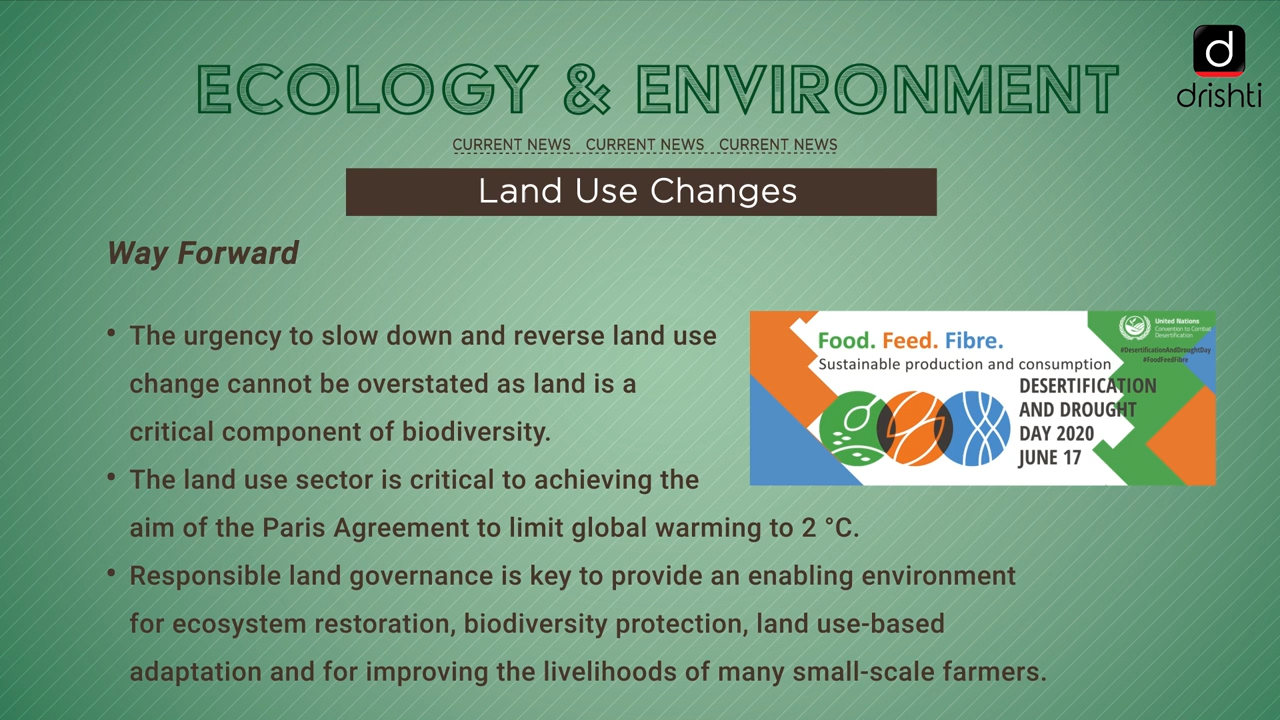 ECOLOGY & ENVIRONMENT
d
drishti
CURRENT NEWS CURRENT NEWS CURRENT NEWS
Land Use Changes
Way Forward
• The urgency to slow down and reverse land use
change cannot be overstated as land is a
critical component of biodiversity.
• The land use sector is critical to achieving the
aim of the Paris Agreement to limit global warming to 2 °C.
• Responsible land governance is key to provide an enabling environment
for ecosystem restoration, biodiversity protection, land use-based
adaptation and for improving the livelihoods of many small-scale farmers.
Food. Feed. Fibre.
Sustainable production and consumption
DESERTIFICATION
AND DROUGHT
DAY 2020
JUNE 17
United Nations
Convention to Combat
Desertification
#DesertificationAndDroughtDay
#FoodFeedFibre